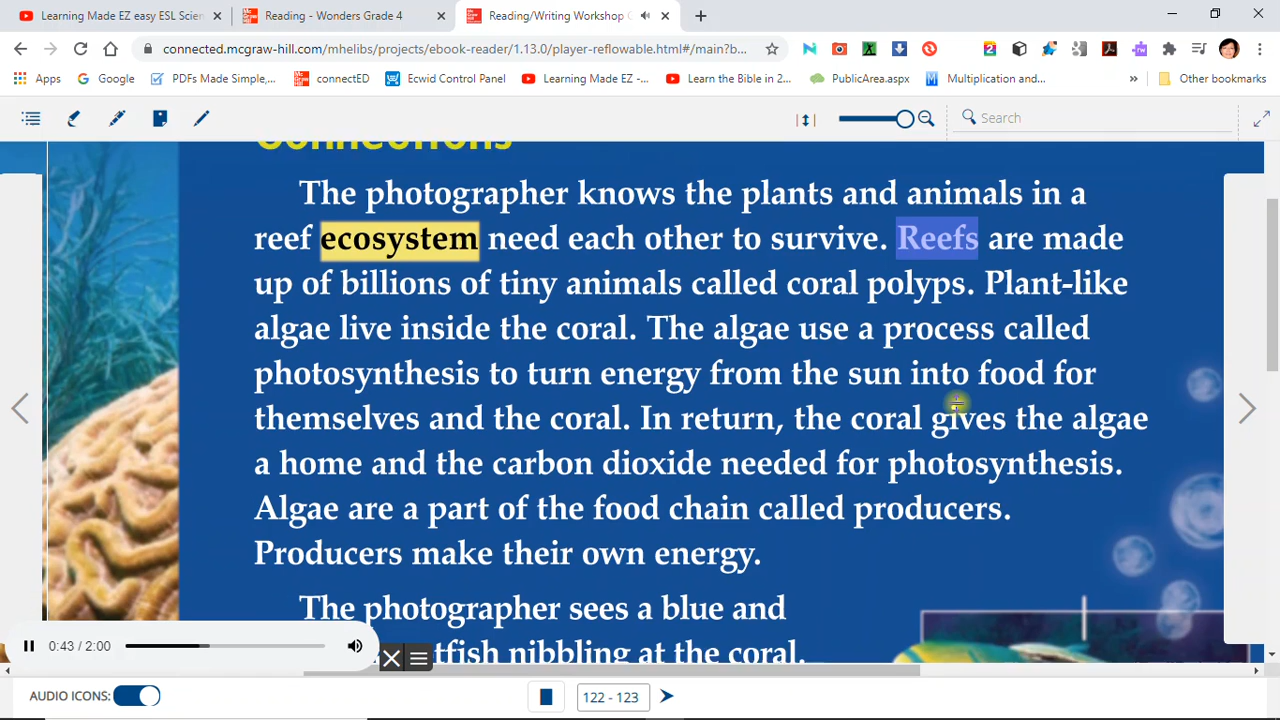 Learning Made EZ easy ESL Scie
Reading - Wonders Grade 4
Reading/Writing Workshop
connected.mcgraw-hill.com/mhelibs/projects/ebook-reader/1.13.0/player-reflowable.html#/main?b...
Apps
Google
PDFs Made Simple,...
connectED
Ecwid Control Panel
Learning Made EZ -...
Learn the Bible in 2...
PublicArea.aspx
Multiplication and...
»
Other bookmarks
Search
Connections
The photographer knows the plants and animals in a
reef ecosystem need each other to survive. Reefs are made
up of billions of tiny animals called coral polyps. Plant-like
algae live inside the coral. The algae use a process called
photosynthesis to turn energy from the sun into food for
themselves and the coral. In return, the coral gives the algae
a home and the carbon dioxide needed for photosynthesis.
Algae are a part of the food chain called producers.
Producers make their own energy.
The photographer sees a blue and
tfish nibbling at the coral.
0:43 / 2:00
AUDIO ICONS:
122 - 123